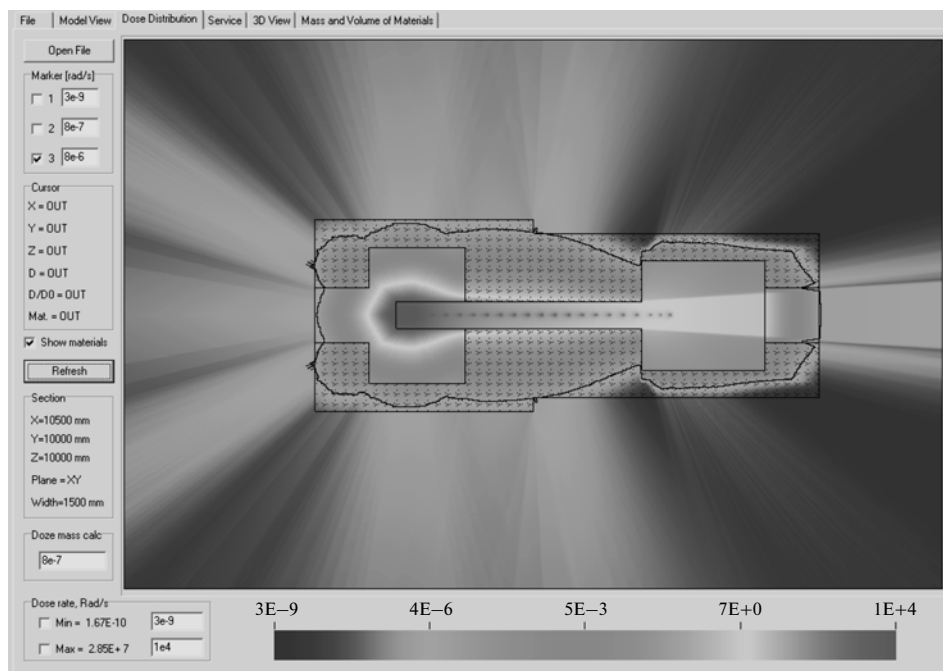 File Model View Dose Distribution Service 3D View Mass and Volume of Materials
Open File
Marker [rad/s]
1 3e-9
2 8e-7
3 8e-6
Cursor
X = OUT
Y = OUT
Z = OUT
D = OUT
D/D0 = OUT
Mat. = OUT
Show materials
Refresh
Section
X=10500 mm
Y=10000 mm
Z=10000 mm
Plane =XY
Width=1500 mm
Doze mass calc
8e-7
Dose rate, Rad/s
Min = 1.67E-10 3e-9
Max = 2.85E+7 1e4
3E–9 4E–6 5E–3 7E+0 1E+4